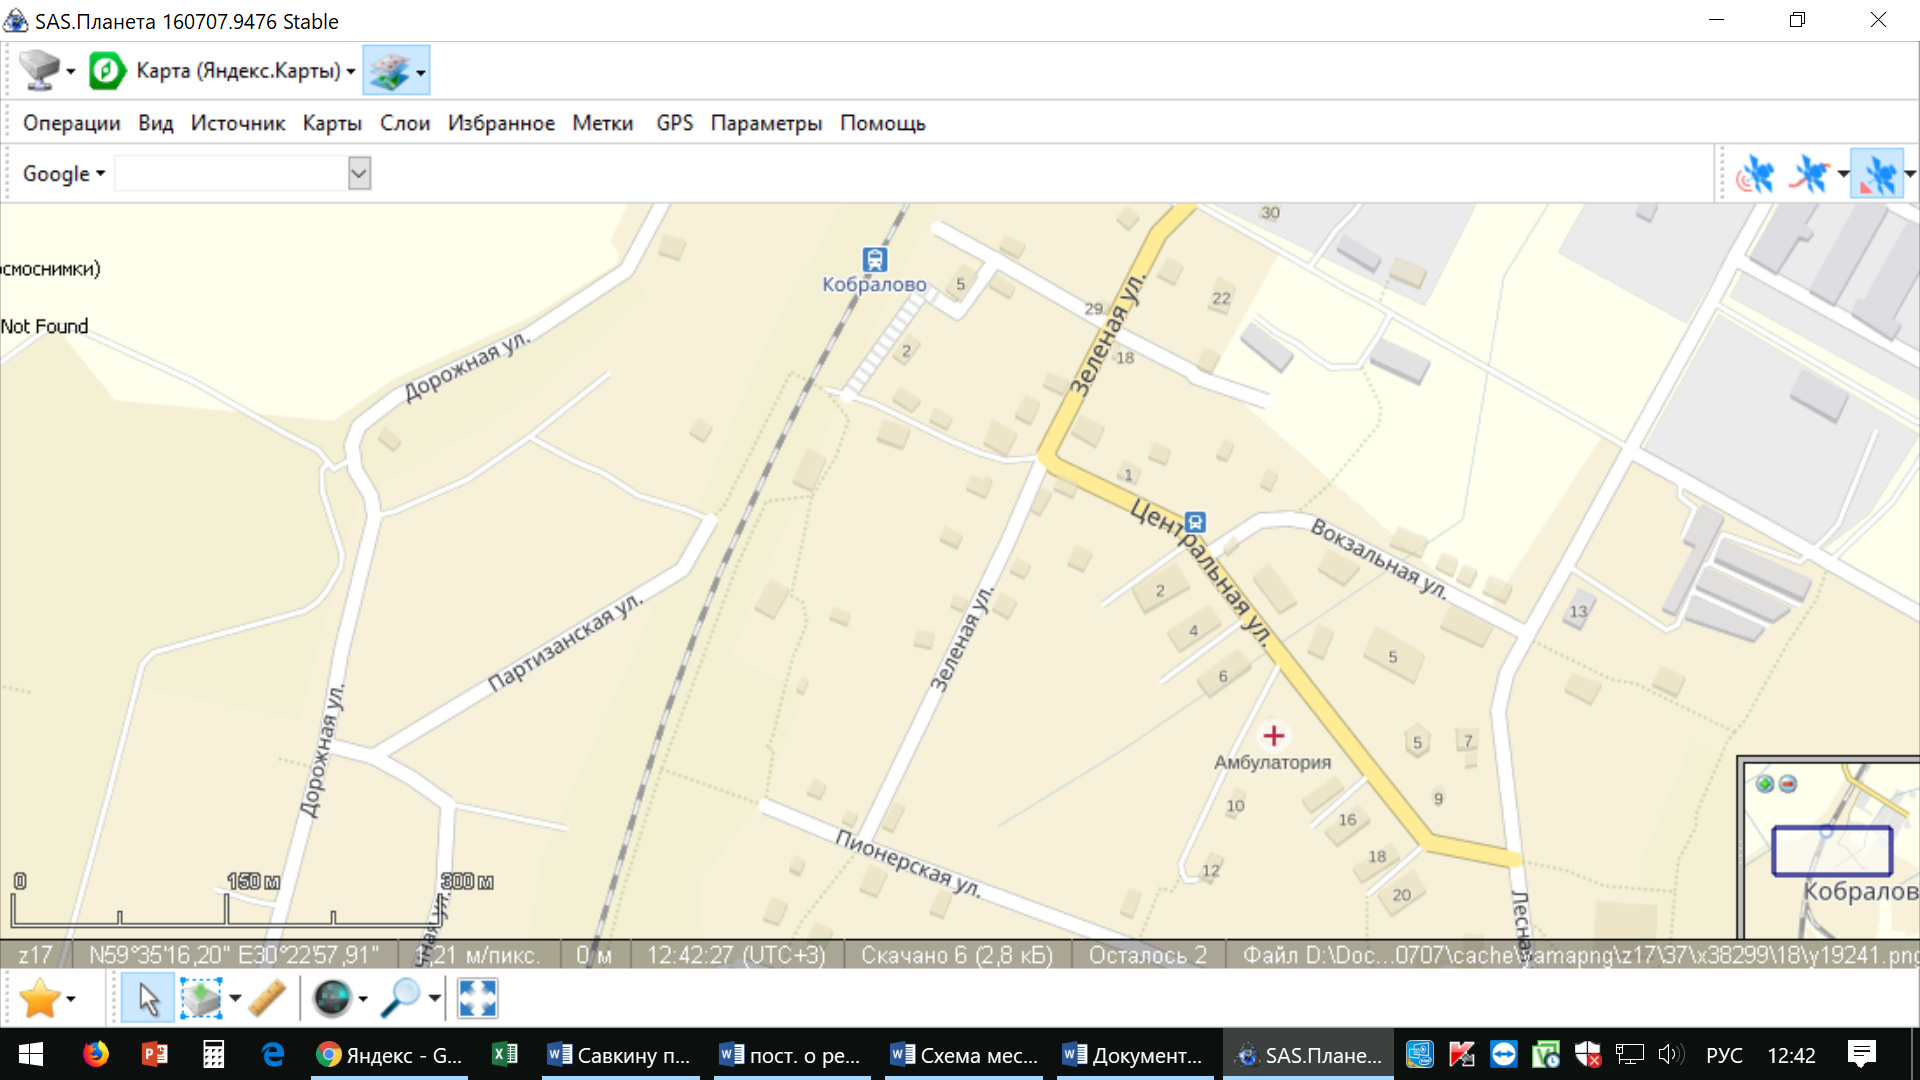 SAS.Планета 160707.9476 Stable
Карта (Яндекс.Карты)
Операции Вид Источник Карты Слои Избранное Метки GPS Параметры Помощь
Google
30
осмоснимки)
Кобралово
5
22
29
Not Found
Зеленая ул.
Дорожная ул.
2
18
1
Центральная ул.
Вокзальная ул.
2
13
Партизанская ул.
Зеленая ул.
4
5
6
Дорожная ул.
5
7
Амбулатория
10
9
16
Пионерская ул.
18
12
20
0 150 м 300 м
Кобралов
z17 N59°35'16,20" E30°22'57,91" 1,21 м/пикс. 0 м 12:42:27 (UTC+3) Скачано 6 (2,8 кБ) Осталось 2 Файл D:\Doc...0707\cache\yamapng\z17\37\x38299\18\y19241.png
Яндекс - G... Савкину п... пост. о ре... Схема мес... Документ... SAS.Плане... РУС 12:42